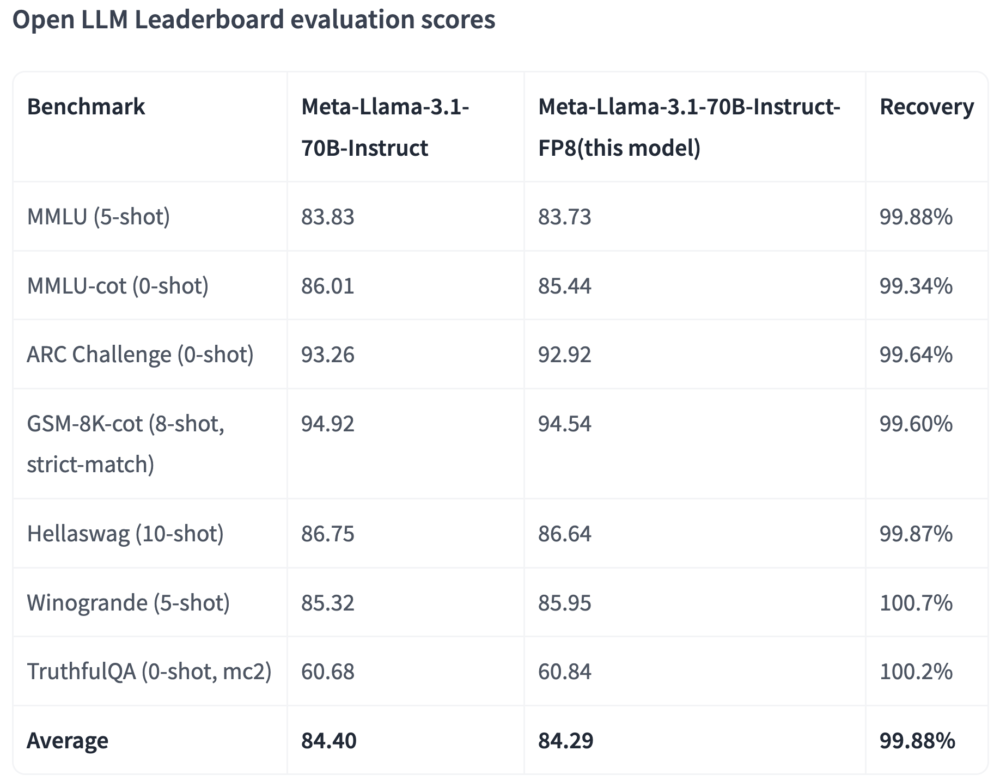 Open LLM Leaderboard evaluation scores
Benchmark
Meta-Llama-3.1-
70B-Instruct
Meta-Llama-3.1-70B-Instruct-
FP8(this model)
Recovery
MMLU (5-shot) 83.83 83.73 99.88%
MMLU-cot (0-shot) 86.01 85.44 99.34%
ARC Challenge (0-shot) 93.26 92.92 99.64%
GSM-8K-cot (8-shot, 94.92 94.54 99.60%
strict-match)
Hellaswag (10-shot) 86.75 86.64 99.87%
Winogrande (5-shot) 85.32 85.95 100.7%
TruthfulQA (0-shot, mc2) 60.68 60.84 100.2%
Average 84.40 84.29 99.88%